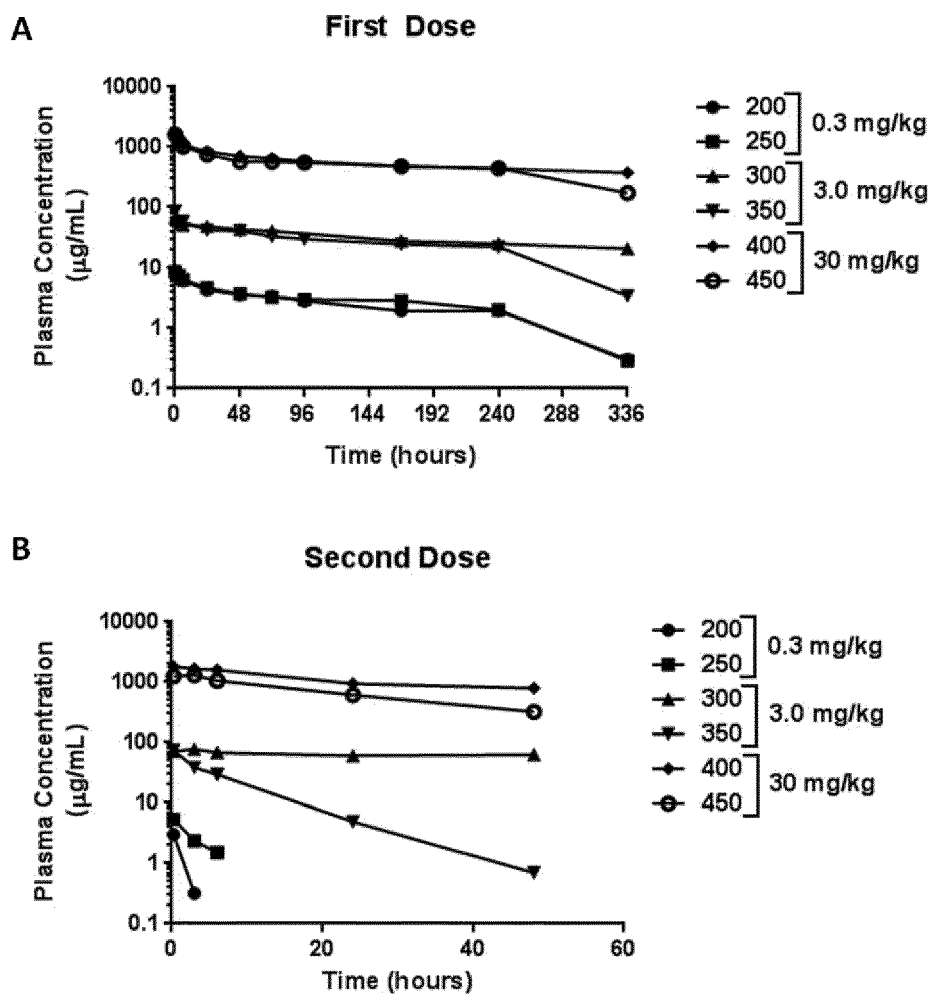 A
First Dose
Plasma Concentration
(µg/mL)
10000
1000
100
10
1
0.1
0
48
96
144
192
240
288
336
Time (hours)
200
250
0.3 mg/kg
300
350
3.0 mg/kg
400
450
30 mg/kg
B
Second Dose
Plasma Concentration
(µg/mL)
10000
1000
100
10
1
0.1
0
20
40
60
Time (hours)
200
250
0.3 mg/kg
300
350
3.0 mg/kg
400
450
30 mg/kg